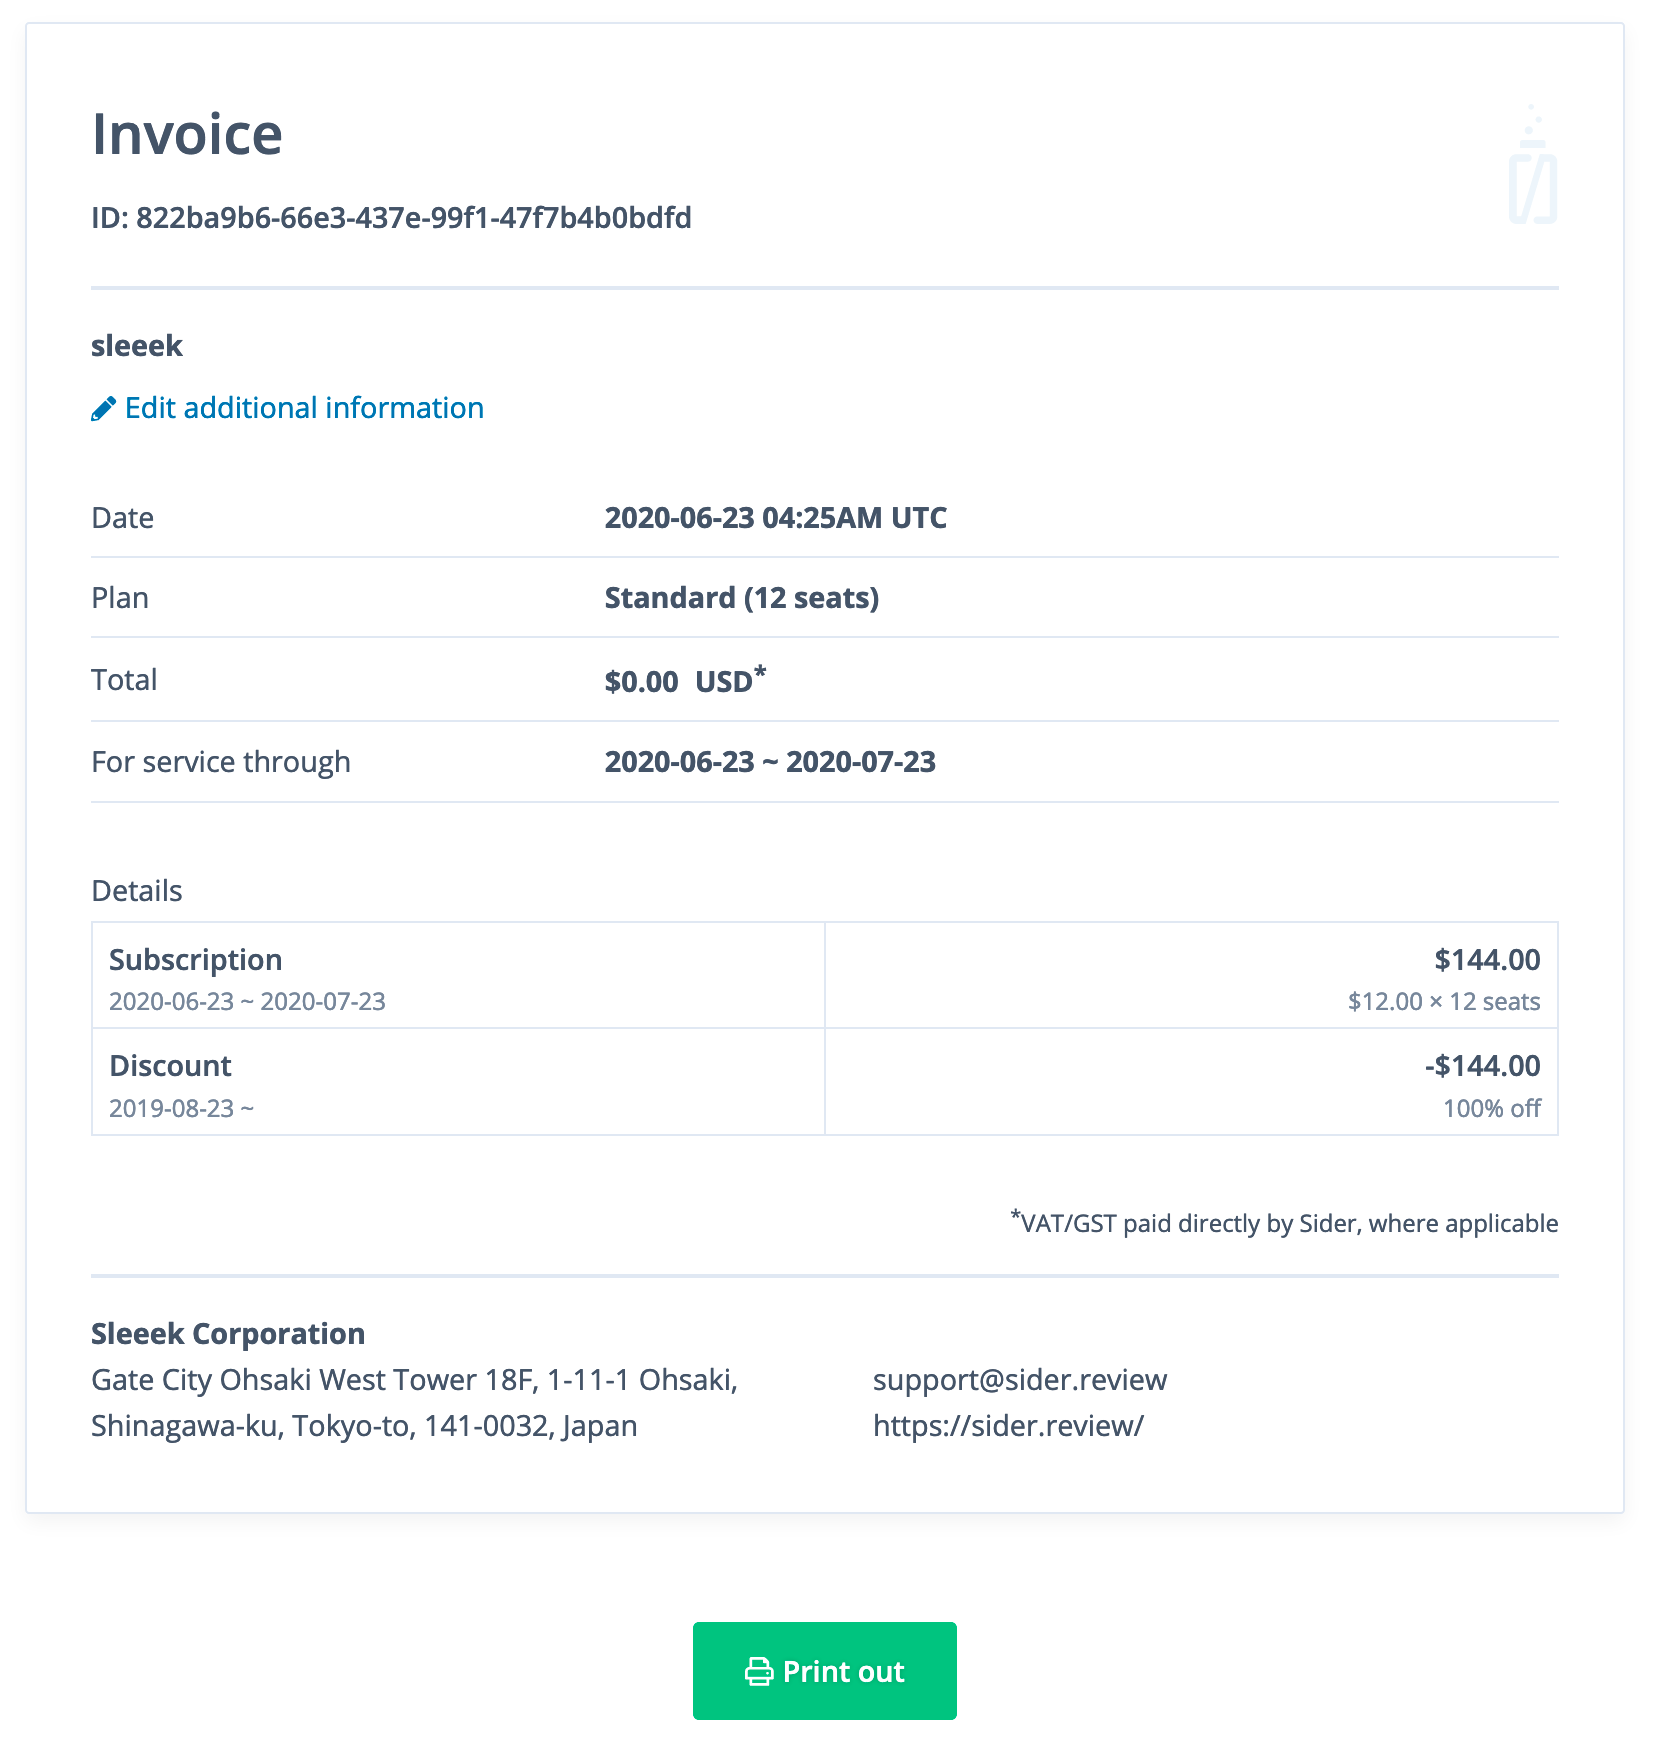 Invoice
ID: 822ba9b6-66e3-437e-99f1-47f7b4b0bdfd
sleeek
Edit additional information
Date 2020-06-23 04:25AM UTC
Plan Standard (12 seats)
Total $0.00 USD*
For service through 2020-06-23 ~ 2020-07-23
Details
Subscription $144.00
2020-06-23 ~ 2020-07-23 $12.00 × 12 seats
Discount -$144.00
2019-08-23 ~ 100% off
*VAT/GST paid directly by Sider, where applicable
Sleeek Corporation
Gate City Ohsaki West Tower 18F, 1-11-1 Ohsaki, support@sider.review
Shinagawa-ku, Tokyo-to, 141-0032, Japan https://sider.review/
Print out